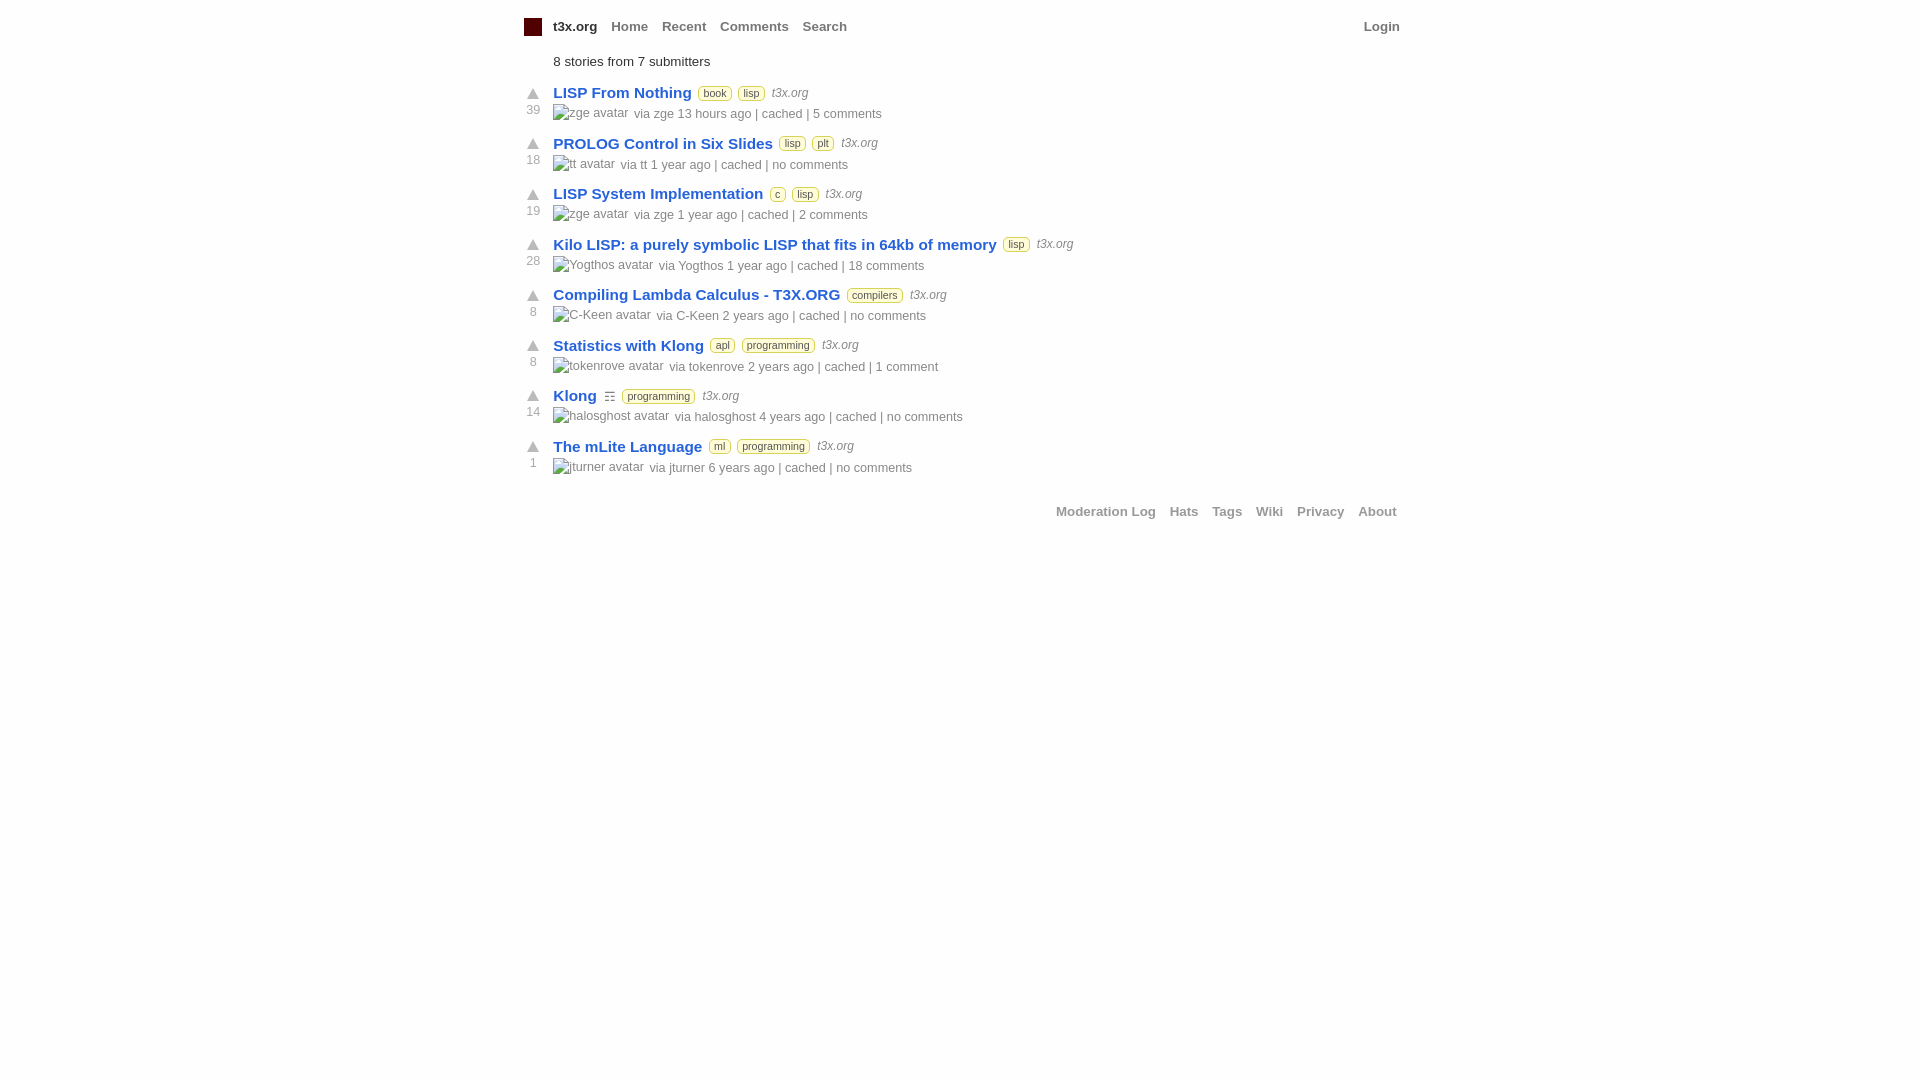 t3x.org Home Recent Comments Search Login
8 stories from 7 submitters
LISP From Nothing book lisp t3x.org
39
zge avatar via zge 13 hours ago | cached | 5 comments
PROLOG Control in Six Slides lisp plt t3x.org
18
tt avatar via tt 1 year ago | cached | no comments
LISP System Implementation c lisp t3x.org
19
zge avatar via zge 1 year ago | cached | 2 comments
Kilo LISP: a purely symbolic LISP that fits in 64kb of memory lisp t3x.org
28
Yogthos avatar via Yogthos 1 year ago | cached | 18 comments
Compiling Lambda Calculus - T3X.ORG compilers t3x.org
8
C-Keen avatar via C-Keen 2 years ago | cached | no comments
Statistics with Klong apl programming t3x.org
8
tokenrove avatar via tokenrove 2 years ago | cached | 1 comment
Klong ☶ programming t3x.org
14
halosghost avatar via halosghost 4 years ago | cached | no comments
The mLite Language ml programming t3x.org
1
jturner avatar via jturner 6 years ago | cached | no comments
Moderation Log Hats Tags Wiki Privacy About